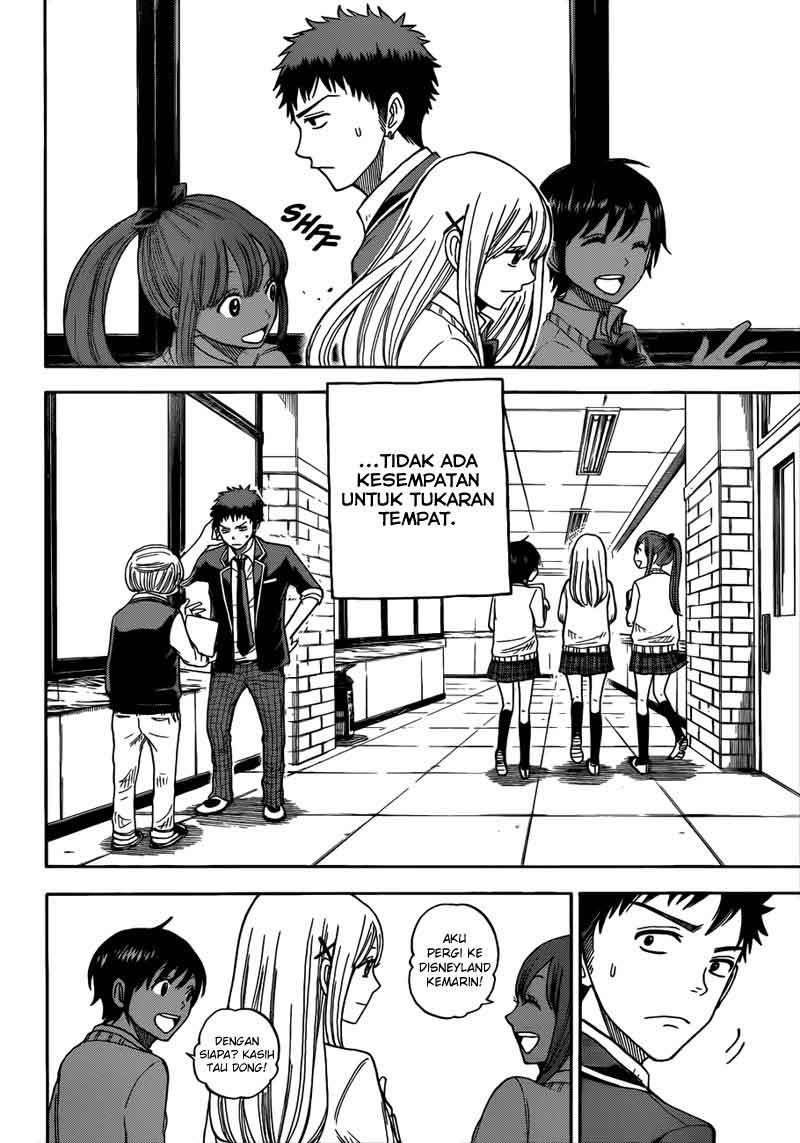 SHFF
...TIDAK ADA
KESEMPATAN
UNTUK TUKARAN
TEMPAT.
AKU
PERGI KE
DISNEYLAND
KEMARIN!
DENGAN
SIAPA? KASIH
TAU DONG!